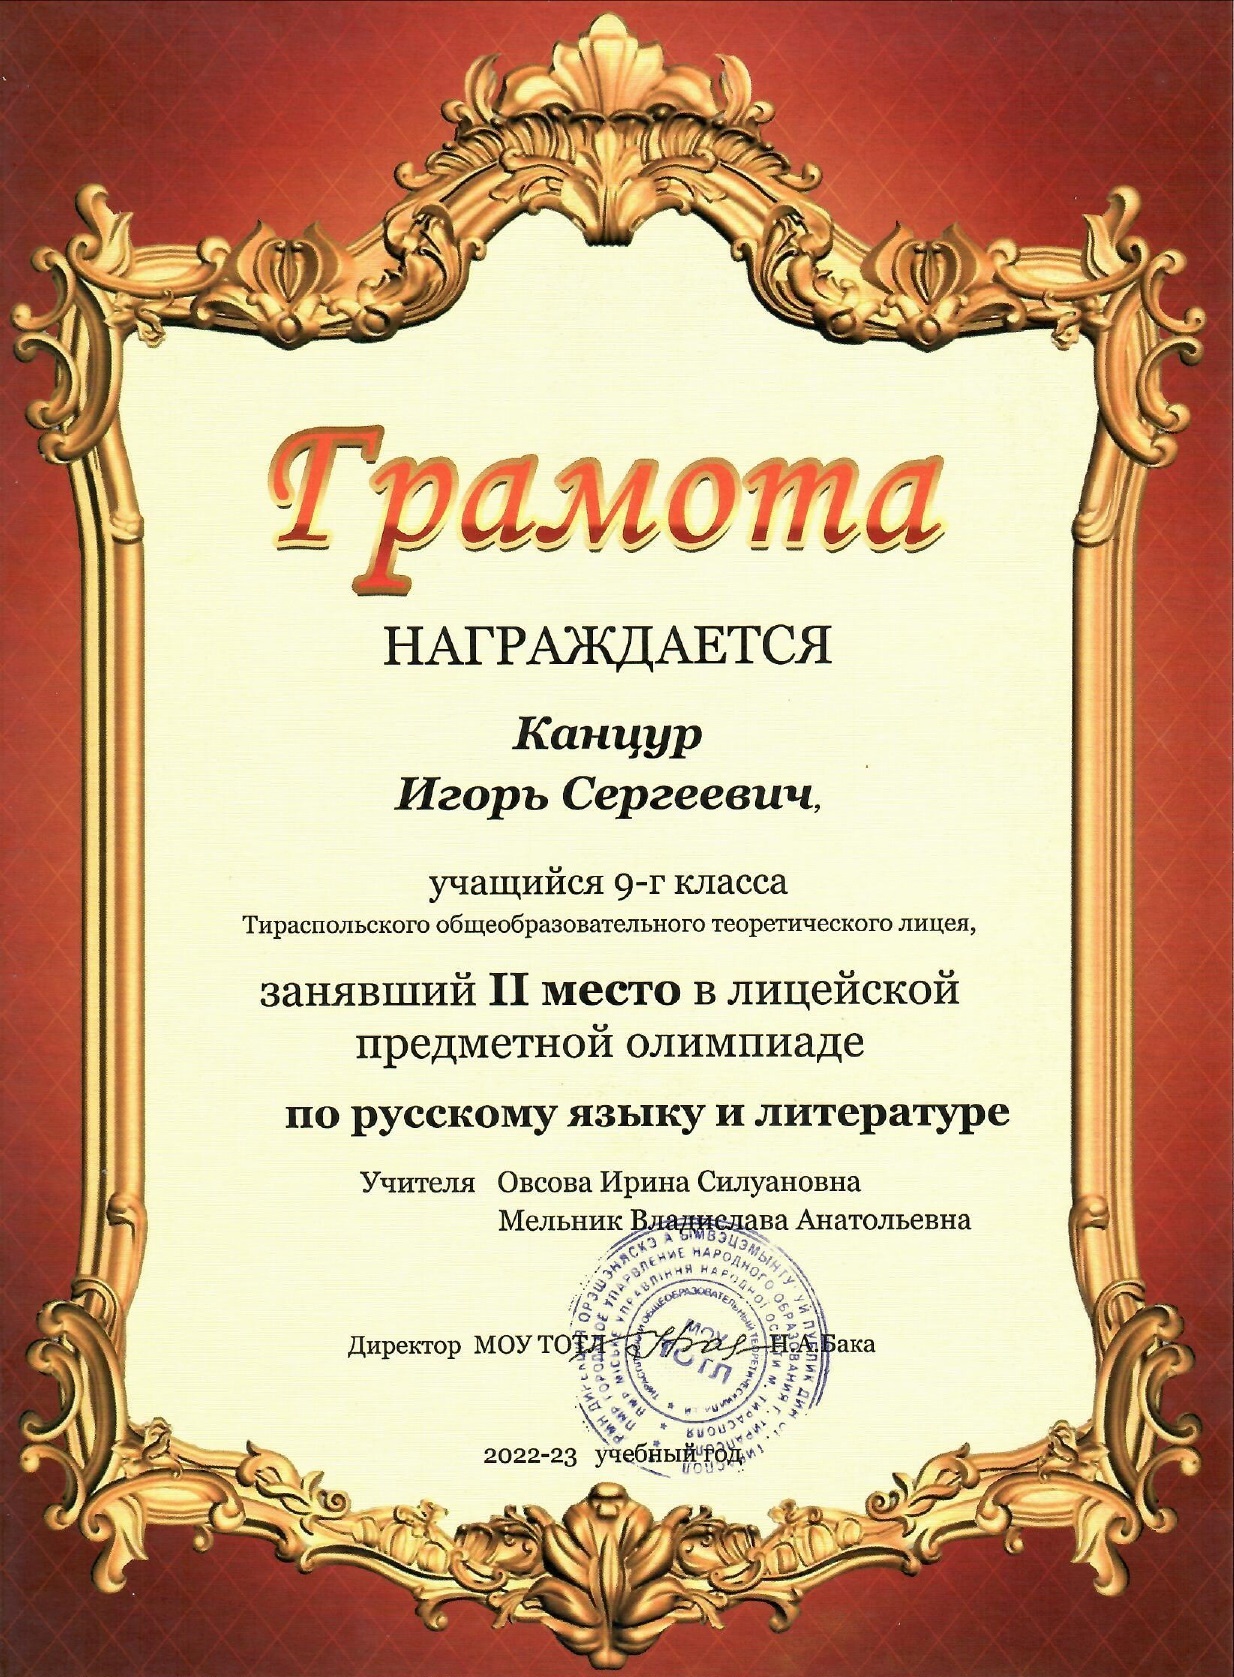 Грамота
НАГРАЖДАЕТСЯ
Канцур
Игорь Сергеевич,
учащийся 9-г класса
Тираспольского общеобразовательного теоретического лицея,
занявший II место в лицейской
предметной олимпиаде
по русскому языку и литературе
Учителя Овсова Ирина Силуановна
Мельник Владислава Анатольевна
Директор МОУ ТОТЛ Н.А.Бака
МОУ
ТОТЛ
2022-23 учебный год